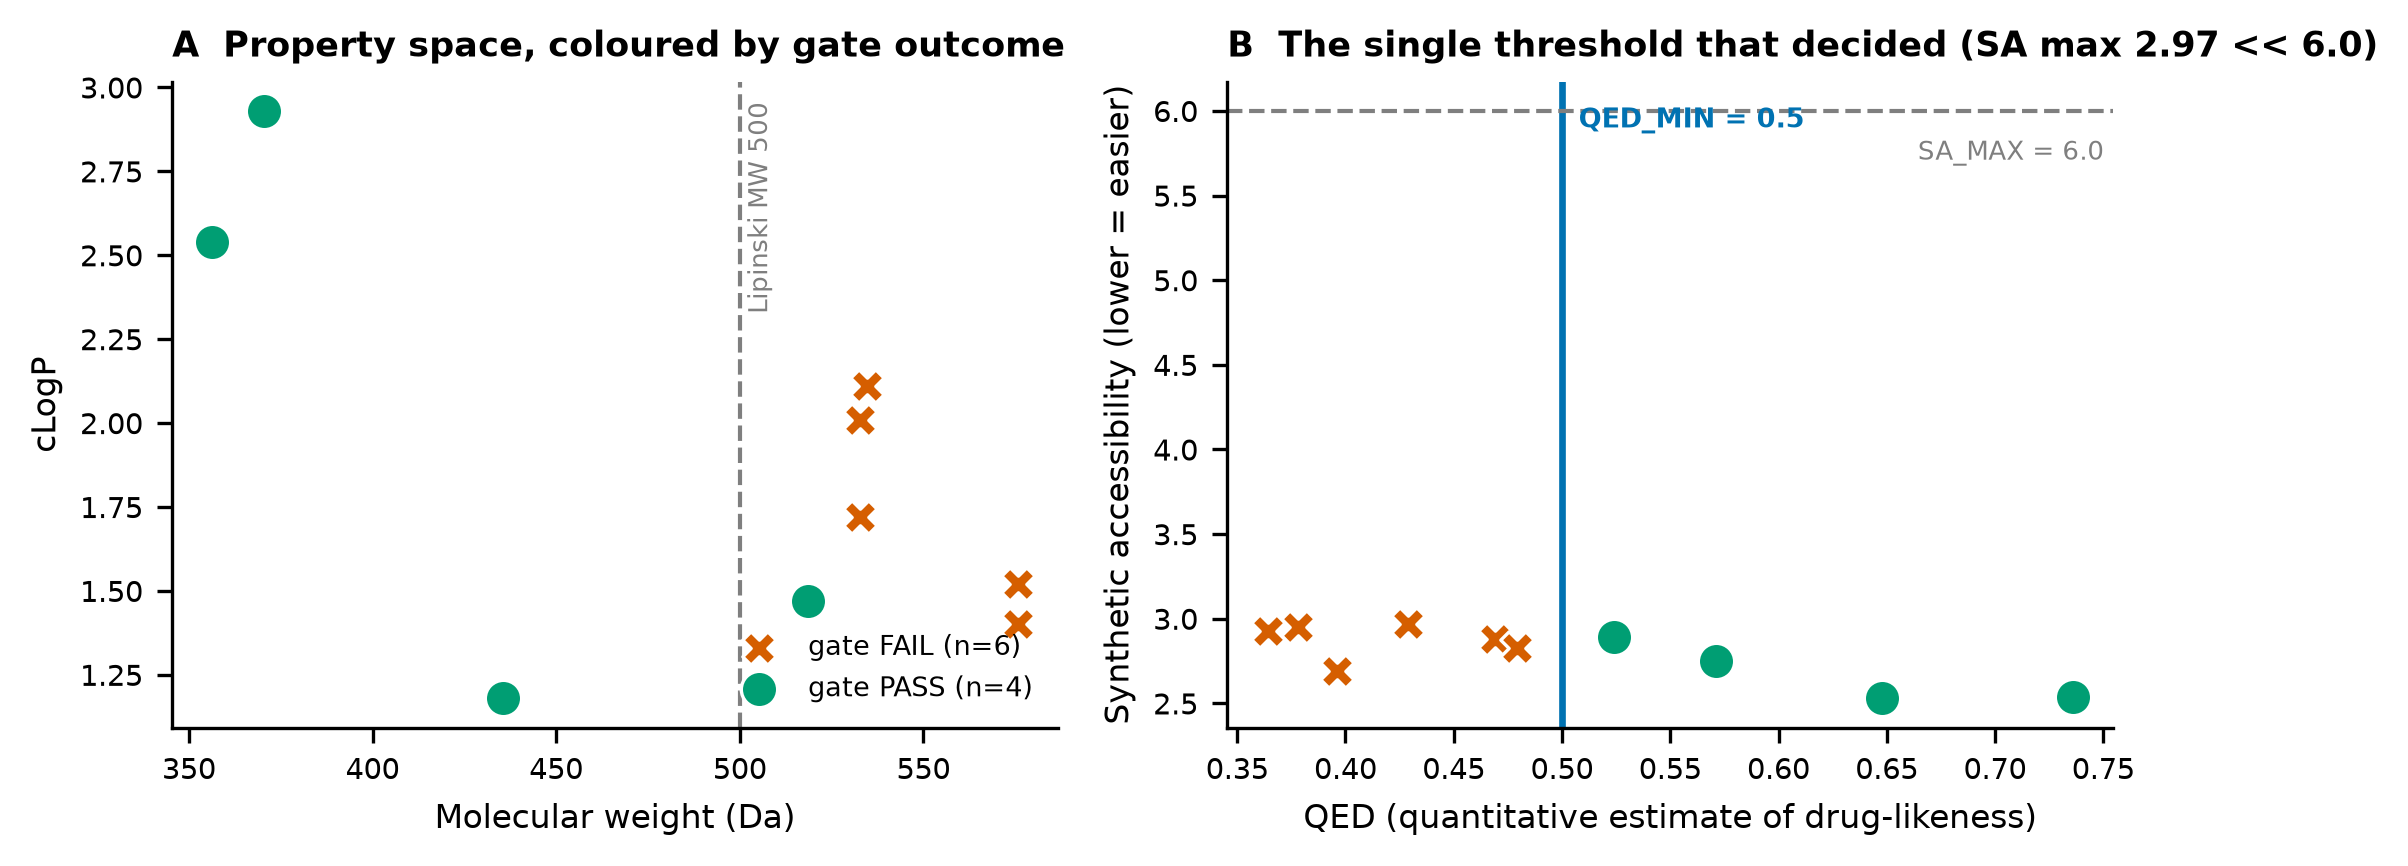 A  Property space, coloured by gate outcome
3.00
2.75
2.50
2.25
2.00
1.75
1.50
1.25
cLogP
Lipinski MW 500
gate FAIL (n=6)
gate PASS (n=4)
350 400 450 500 550
Molecular weight (Da)
B  The single threshold that decided (SA max 2.97 << 6.0)
6.0
5.5
5.0
4.5
4.0
3.5
3.0
2.5
Synthetic accessibility (lower = easier)
QED_MIN = 0.5
SA_MAX = 6.0
0.35 0.40 0.45 0.50 0.55 0.60 0.65 0.70 0.75
QED (quantitative estimate of drug-likeness)